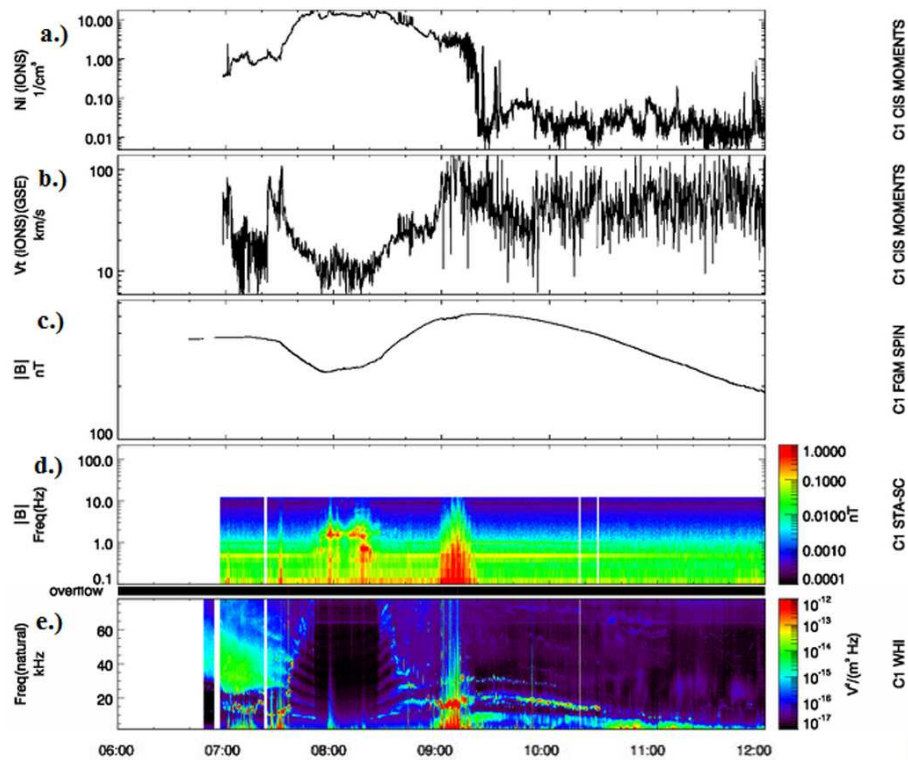 a.)
Ni (IONS)
1/cm³
10.00
1.00
0.10
0.01
C1 CIS MOMENTS
b.)
Vt (IONS)(GSE)
km/s
100
10
C1 CIS MOMENTS
c.)
|B|
nT
100
C1 FGM SPIN
d.)
|B|
Freq(Hz)
100.0
10.0
1.0
0.1
1.0000
0.1000
0.0100
0.0010
0.0001
nT
C1 STA-SC
overflow
e.)
Freq(natural)
kHz
60
40
20
10⁻¹²
10⁻¹³
10⁻¹⁴
10⁻¹⁵
10⁻¹⁶
10⁻¹⁷
V²/(m² Hz)
C1 WHI
06:00 07:00 08:00 09:00 10:00 11:00 12:00